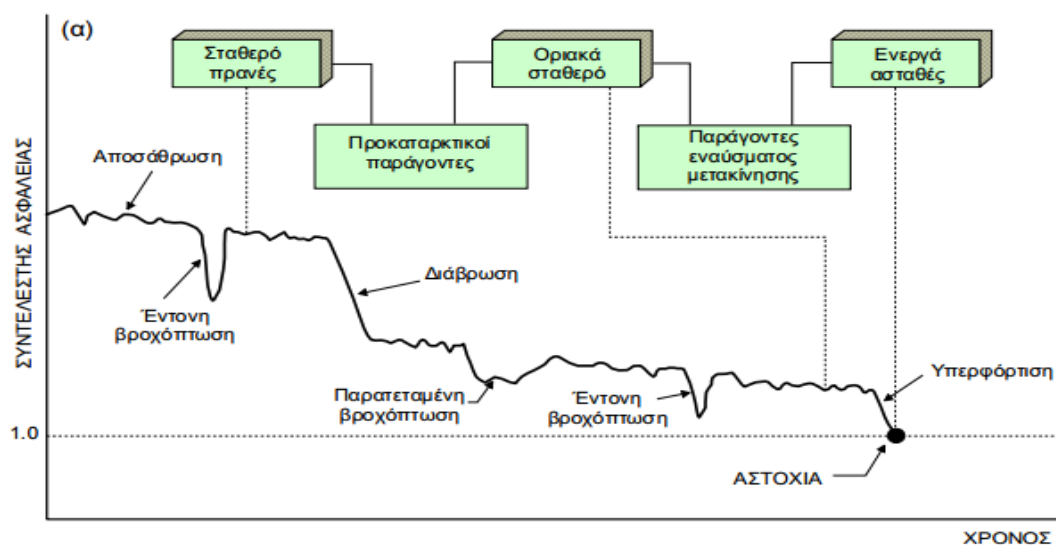 (α)
Σταθερό
πρανές
Οριακά
σταθερό
Ενεργά
ασταθές
Προκαταρκτικοί
παράγοντες
Παράγοντες
εναύσματος
μετακίνησης
Αποσάθρωση
Έντονη
βροχόπτωση
Διάβρωση
Παρατεταμένη
βροχόπτωση
Έντονη
βροχόπτωση
Υπερφόρτιση
ΣΥΝΤΕΛΕΣΤΗΣ ΑΣΦΑΛΕΙΑΣ
1.0
ΑΣΤΟΧΙΑ
ΧΡΟΝΟΣ